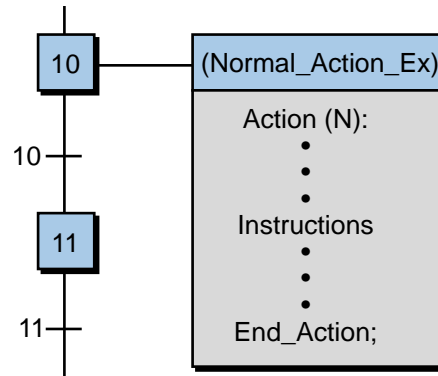 10
(Normal_Action_Ex)
Action (N):
10
Instructions
11
11
End_Action;